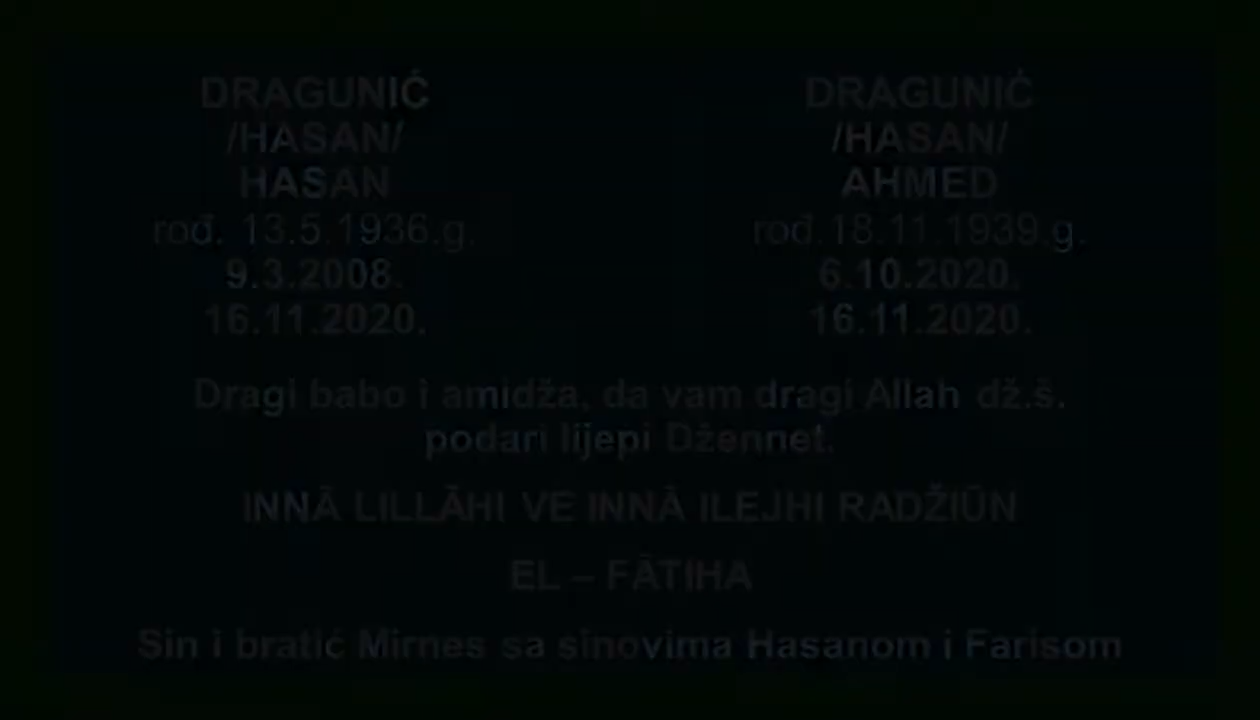 DRAGUNIĆ
/HASAN/
HASAN
rođ. 13.5.1936.g.
9.3.2008.
16.11.2020.
DRAGUNIĆ
/HASAN/
AHMED
rođ.18.11.1939.g.
6.10.2020.
16.11.2020.
Dragi babo i amidža, da vam dragi Allah dž.š.
podari lijepi Džennet.
INNĀ LILLĀHI VE INNĀ ILEJHI RADŽIŪN
EL – FĀTIHA
Sin i bratić Mirnes sa sinovima Hasanom i Farisom